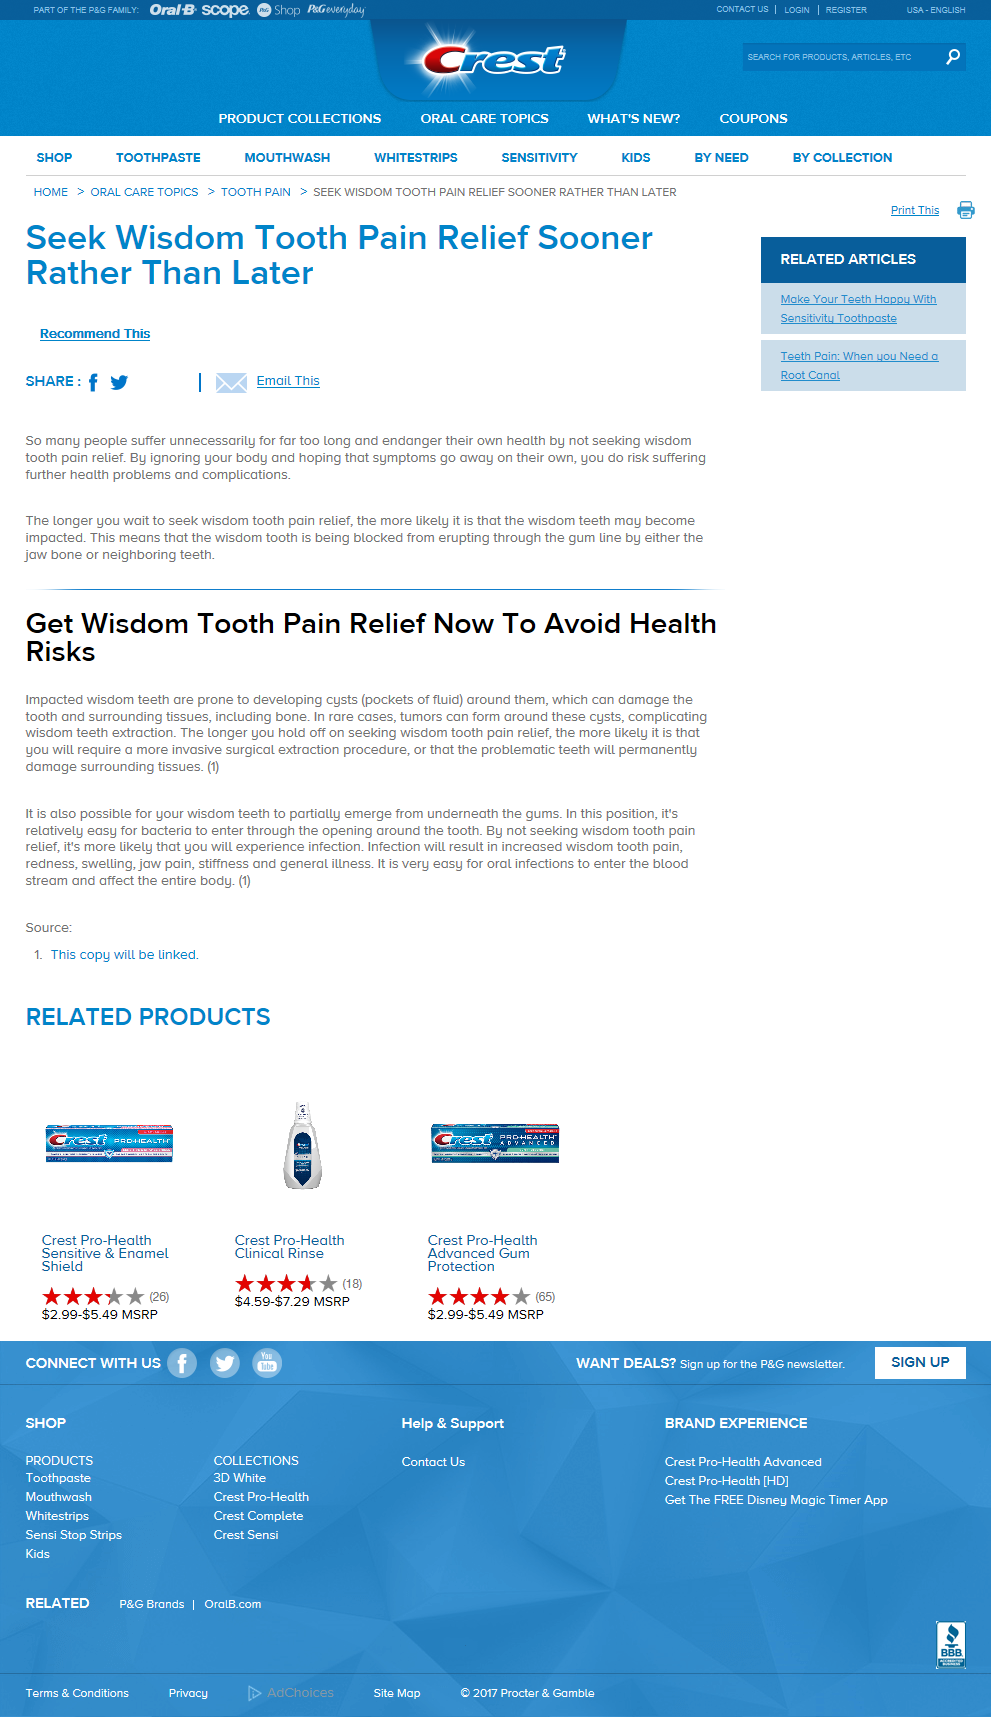 PART OF THE P&G FAMILY: Oral-B scope. P&G Shop P&G everyday
CONTACT US | LOGIN | REGISTER USA - ENGLISH
Crest
SEARCH FOR PRODUCTS, ARTICLES, ETC
PRODUCT COLLECTIONS ORAL CARE TOPICS WHAT'S NEW? COUPONS
SHOP TOOTHPASTE MOUTHWASH WHITESTRIPS SENSITIVITY KIDS BY NEED BY COLLECTION
HOME > ORAL CARE TOPICS > TOOTH PAIN > SEEK WISDOM TOOTH PAIN RELIEF SOONER RATHER THAN LATER
Print This
Seek Wisdom Tooth Pain Relief Sooner
Rather Than Later
RELATED ARTICLES
Make Your Teeth Happy With
Sensitivity Toothpaste
Teeth Pain: When you Need a
Root Canal
Recommend This
SHARE : | Email This
So many people suffer unnecessarily for far too long and endanger their own health by not seeking wisdom
tooth pain relief. By ignoring your body and hoping that symptoms go away on their own, you do risk suffering
further health problems and complications.
The longer you wait to seek wisdom tooth pain relief, the more likely it is that the wisdom teeth may become
impacted. This means that the wisdom tooth is being blocked from erupting through the gum line by either the
jaw bone or neighboring teeth.
Get Wisdom Tooth Pain Relief Now To Avoid Health
Risks
Impacted wisdom teeth are prone to developing cysts (pockets of fluid) around them, which can damage the
tooth and surrounding tissues, including bone. In rare cases, tumors can form around these cysts, complicating
wisdom teeth extraction. The longer you hold off on seeking wisdom tooth pain relief, the more likely it is that
you will require a more invasive surgical extraction procedure, or that the problematic teeth will permanently
damage surrounding tissues. (1)
It is also possible for your wisdom teeth to partially emerge from underneath the gums. In this position, it's
relatively easy for bacteria to enter through the opening around the tooth. By not seeking wisdom tooth pain
relief, it's more likely that you will experience infection. Infection will result in increased wisdom tooth pain,
redness, swelling, jaw pain, stiffness and general illness. It is very easy for oral infections to enter the blood
stream and affect the entire body. (1)
Source:
1. This copy will be linked.
RELATED PRODUCTS
Crest PRO-HEALTH
Crest PRO-HEALTH
ADVANCED
Crest Pro-Health
Sensitive & Enamel
Shield
(26)
$2.99-$5.49 MSRP
Crest Pro-Health
Clinical Rinse
(18)
$4.59-$7.29 MSRP
Crest Pro-Health
Advanced Gum
Protection
(65)
$2.99-$5.49 MSRP
CONNECT WITH US You Tube
WANT DEALS? Sign up for the P&G newsletter. SIGN UP
SHOP
PRODUCTS
Toothpaste
Mouthwash
Whitestrips
Sensi Stop Strips
Kids
COLLECTIONS
3D White
Crest Pro-Health
Crest Complete
Crest Sensi
Help & Support
Contact Us
BRAND EXPERIENCE
Crest Pro-Health Advanced
Crest Pro-Health [HD]
Get The FREE Disney Magic Timer App
RELATED P&G Brands | OralB.com
BBB
Terms & Conditions Privacy AdChoices Site Map © 2017 Procter & Gamble